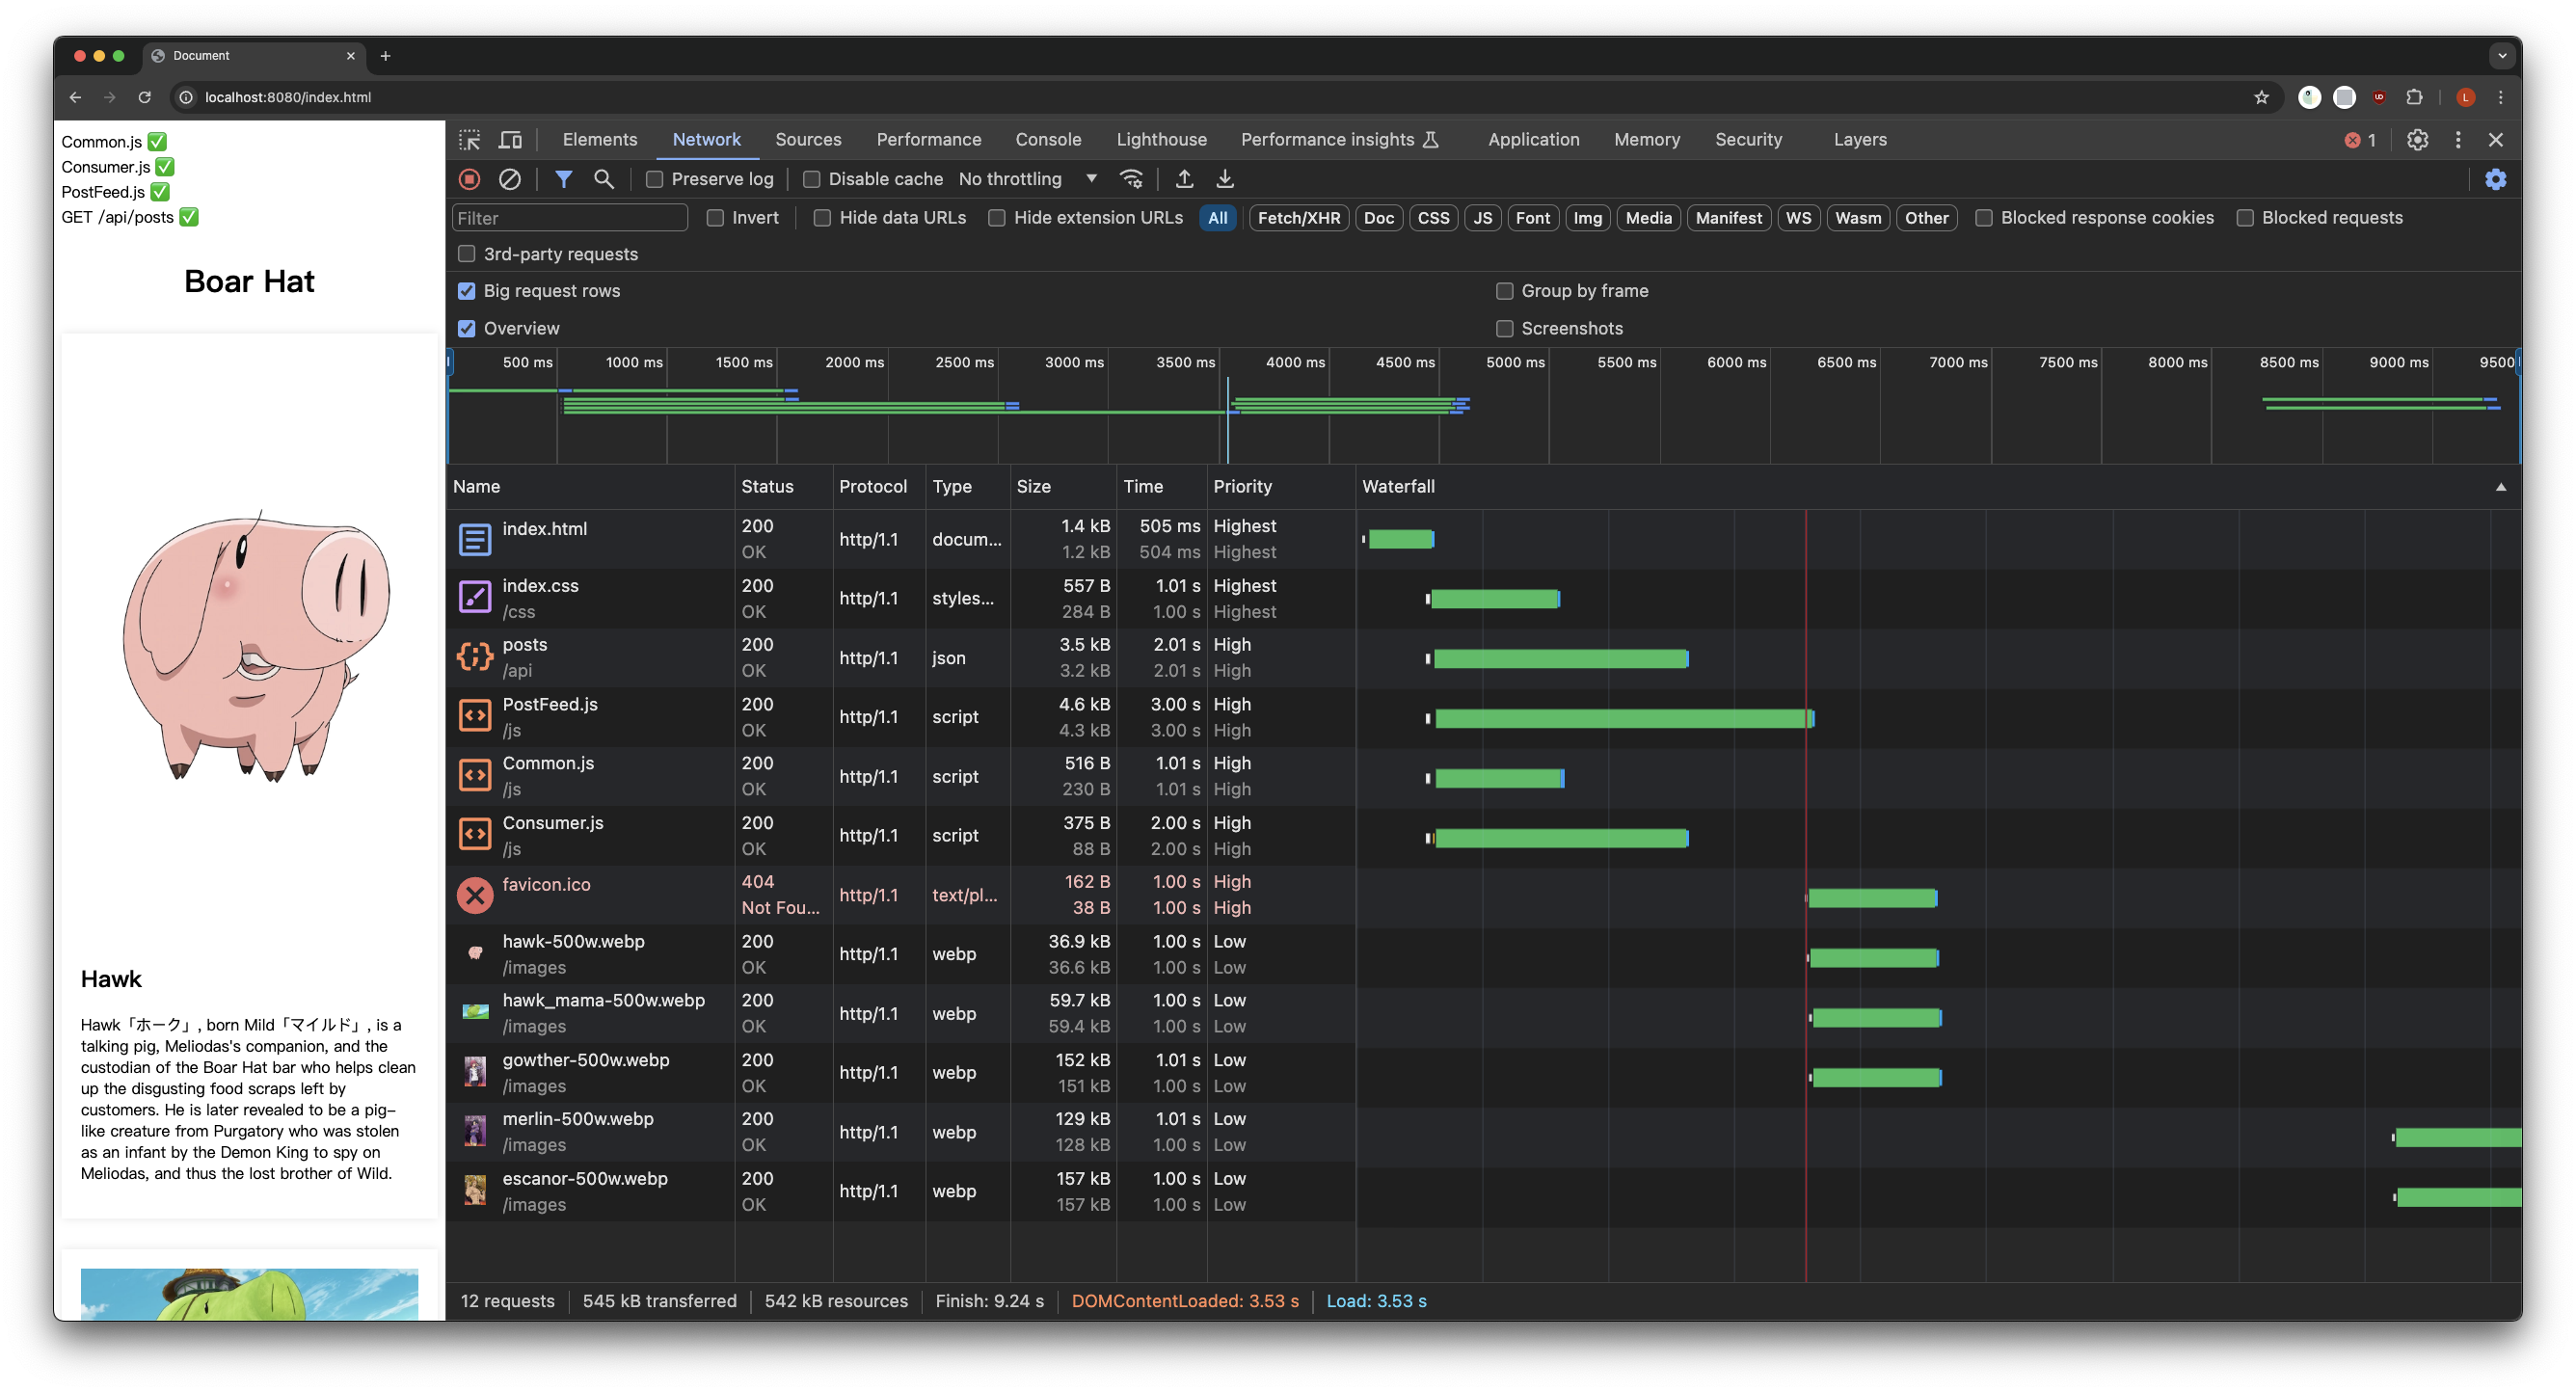 Document
localhost:8080/index.html
L
Common.js ✅
Consumer.js ✅
PostFeed.js ✅
GET /api/posts ✅
Boar Hat
Hawk
Hawk「ホーク」, born Mild「マイルド」, is a
talking pig, Meliodas's companion, and the
custodian of the Boar Hat bar who helps clean
up the disgusting food scraps left by
customers. He is later revealed to be a pig-
like creature from Purgatory who was stolen
as an infant by the Demon King to spy on
Meliodas, and thus the lost brother of Wild.
Elements Network Sources Performance Console Lighthouse Performance insights Application Memory Security Layers 1
Preserve log Disable cache No throttling
Filter Invert Hide data URLs Hide extension URLs All Fetch/XHR Doc CSS JS Font Img Media Manifest WS Wasm Other Blocked response cookies Blocked requests
3rd-party requests
Big request rows Group by frame
Overview Screenshots
500 ms 1000 ms 1500 ms 2000 ms 2500 ms 3000 ms 3500 ms 4000 ms 4500 ms 5000 ms 5500 ms 6000 ms 6500 ms 7000 ms 7500 ms 8000 ms 8500 ms 9000 ms 9500
Name Status Protocol Type Size Time Priority Waterfall
index.html 200 http/1.1 docum... 1.4 kB 505 ms Highest
OK 1.2 kB 504 ms Highest
index.css 200 http/1.1 styles... 557 B 1.01 s Highest
/css OK 284 B 1.00 s Highest
posts 200 http/1.1 json 3.5 kB 2.01 s High
/api OK 3.2 kB 2.01 s High
PostFeed.js 200 http/1.1 script 4.6 kB 3.00 s High
/js OK 4.3 kB 3.00 s High
Common.js 200 http/1.1 script 516 B 1.01 s High
/js OK 230 B 1.01 s High
Consumer.js 200 http/1.1 script 375 B 2.00 s High
/js OK 88 B 2.00 s High
favicon.ico 404 http/1.1 text/pl... 162 B 1.00 s High
Not Fou... 38 B 1.00 s High
hawk-500w.webp 200 http/1.1 webp 36.9 kB 1.00 s Low
/images OK 36.6 kB 1.00 s Low
hawk_mama-500w.webp 200 http/1.1 webp 59.7 kB 1.00 s Low
/images OK 59.4 kB 1.00 s Low
gowther-500w.webp 200 http/1.1 webp 152 kB 1.01 s Low
/images OK 151 kB 1.00 s Low
merlin-500w.webp 200 http/1.1 webp 129 kB 1.01 s Low
/images OK 128 kB 1.00 s Low
escanor-500w.webp 200 http/1.1 webp 157 kB 1.00 s Low
/images OK 157 kB 1.00 s Low
12 requests 545 kB transferred 542 kB resources Finish: 9.24 s DOMContentLoaded: 3.53 s Load: 3.53 s